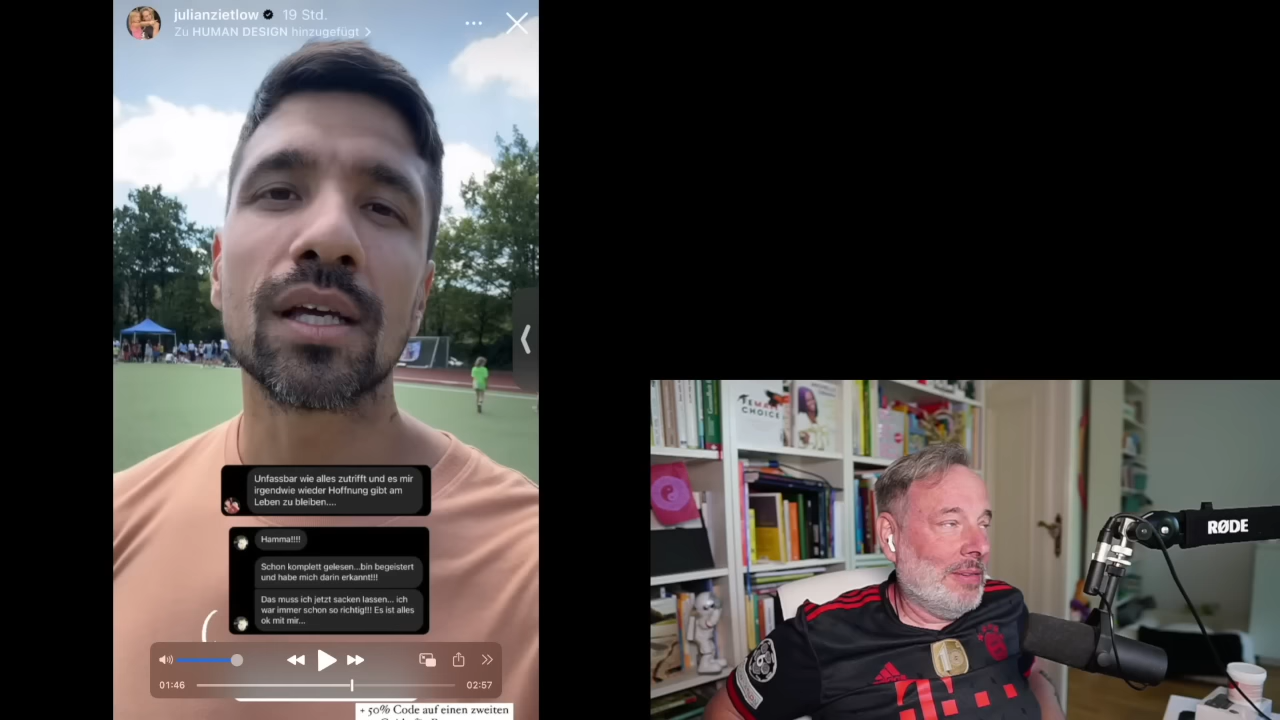 julianzietlow 19 Std.
Zu HUMAN DESIGN hinzugefügt
Unfassbar wie alles zutrifft und es mir
irgendwie wieder Hoffnung gibt am
Leben zu bleiben....
Hamma!!!!
Schon komplett gelesen...bin begeistert
und habe mich darin erkannt!!!
Das muss ich jetzt sacken lassen... ich
war immer schon so richtig!!! Es ist alles
ok mit mir...
01:46
02:57
+ 50% Code auf einen zweiten
FEMALE
CHOICE
RØDE
T